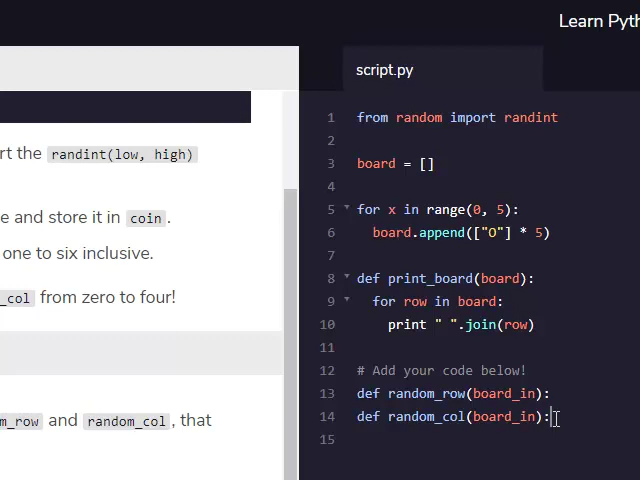 Learn Pyth
script.py
rt the randint(low, high)
e and store it in coin.
one to six inclusive.
_col from zero to four!
m_row and random_col, that
1 from random import randint
2
3 board = []
4
5 for x in range(0, 5):
6 board.append(["O"] * 5)
7
8 def print_board(board):
9 for row in board:
10 print " ".join(row)
11
12 # Add your code below!
13 def random_row(board_in):
14 def random_col(board_in):
15